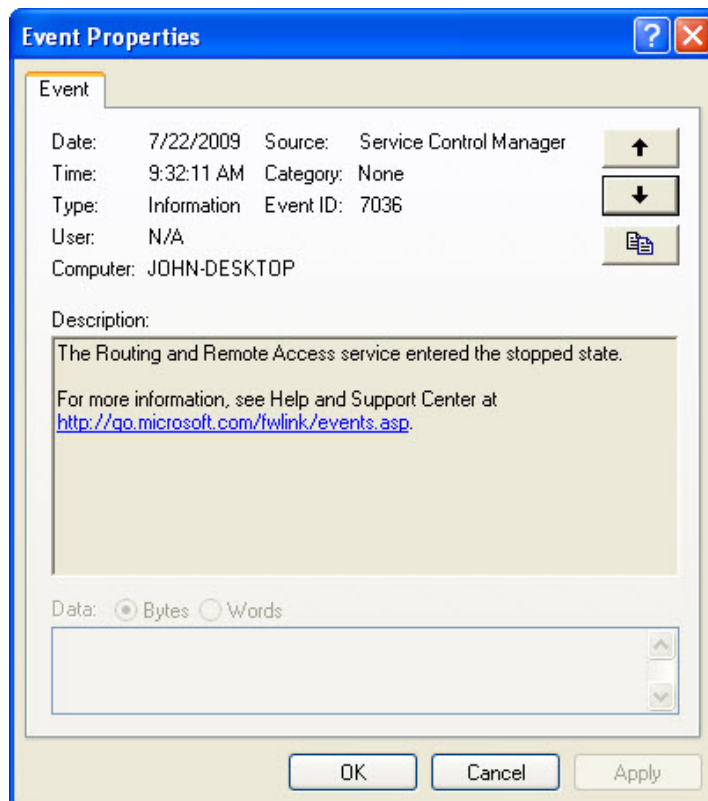 Event Properties
Event
Date: 7/22/2009 Source: Service Control Manager
Time: 9:32:11 AM Category: None
Type: Information Event ID: 7036
User: N/A
Computer: JOHN-DESKTOP
Description:
The Routing and Remote Access service entered the stopped state.
For more information, see Help and Support Center at
http://go.microsoft.com/fwlink/events.asp.
Data: Bytes Words
OK Cancel Apply